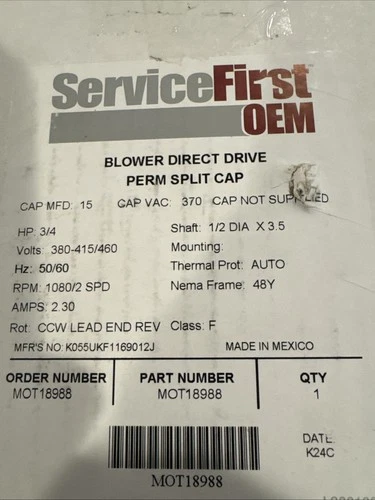 ServiceFirst
OEM
BLOWER DIRECT DRIVE
PERM SPLIT CAP
CAP MFD: 15 CAP VAC: 370 CAP NOT SUPPLIED
HP: 3/4 Shaft: 1/2 DIA X 3.5
Volts: 380-415/460 Mounting:
Hz: 50/60 Thermal Prot: AUTO
RPM: 1080/2 SPD Nema Frame: 48Y
AMPS: 2.30
Rot: CCW LEAD END REV Class: F
MFR'S NO: K055UKF1169012J MADE IN MEXICO
ORDER NUMBER PART NUMBER QTY
MOT18988 MOT18988 1
DATE:
K24C
MOT18988